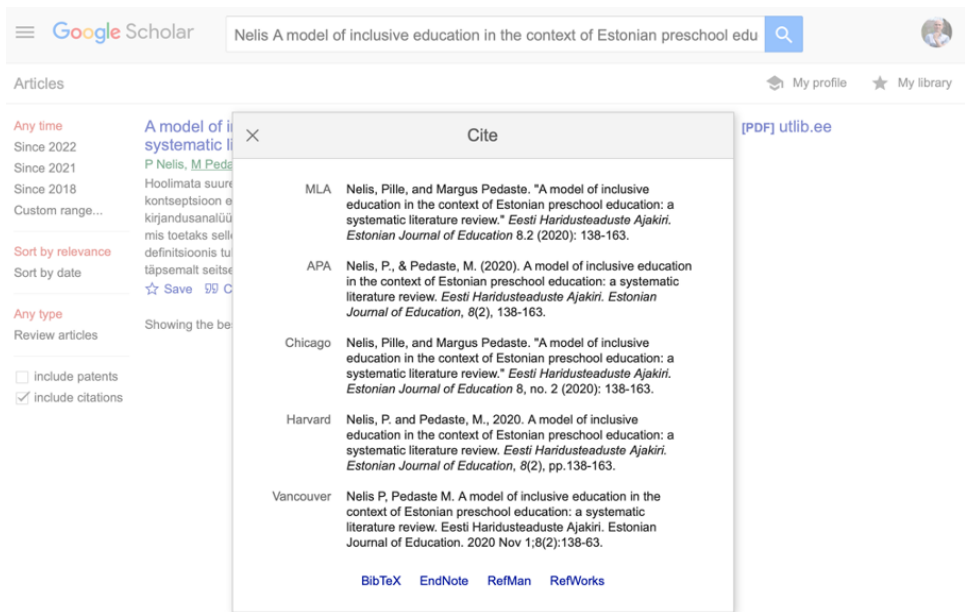 Google Scholar
Nelis A model of inclusive education in the context of Estonian preschool edu
Articles
My profile
My library
Any time
Since 2022
Since 2021
Since 2018
Custom range...
Sort by relevance
Sort by date
Any type
Review articles
include patents
include citations
A model of i
systematic li
P Nelis, M Peda
Hoolimata suure
kontseptsioon e
kirjandusanalüü
mis toetaks sell
definitsioonis tu
täpsemalt seitse
Save
C
Showing the be
[PDF] utlib.ee
Cite
MLA
Nelis, Pille, and Margus Pedaste. "A model of inclusive
education in the context of Estonian preschool education: a
systematic literature review." Eesti Haridusteaduste Ajakiri.
Estonian Journal of Education 8.2 (2020): 138-163.
APA
Nelis, P., & Pedaste, M. (2020). A model of inclusive education
in the context of Estonian preschool education: a systematic
literature review. Eesti Haridusteaduste Ajakiri. Estonian
Journal of Education, 8(2), 138-163.
Chicago
Nelis, Pille, and Margus Pedaste. "A model of inclusive
education in the context of Estonian preschool education: a
systematic literature review." Eesti Haridusteaduste Ajakiri.
Estonian Journal of Education 8, no. 2 (2020): 138-163.
Harvard
Nelis, P. and Pedaste, M., 2020. A model of inclusive
education in the context of Estonian preschool education: a
systematic literature review. Eesti Haridusteaduste Ajakiri.
Estonian Journal of Education, 8(2), pp.138-163.
Vancouver
Nelis P, Pedaste M. A model of inclusive education in the
context of Estonian preschool education: a systematic
literature review. Eesti Haridusteaduste Ajakiri. Estonian
Journal of Education. 2020 Nov 1;8(2):138-63.
BibTeX EndNote RefMan RefWorks